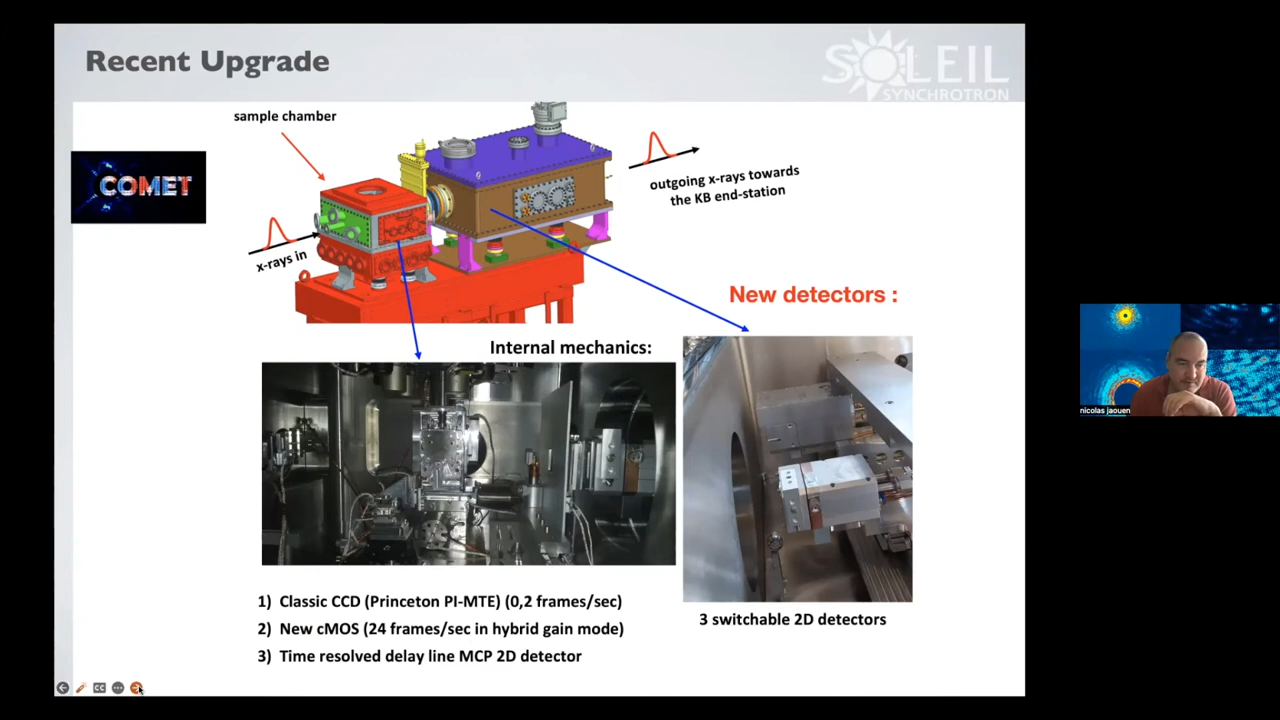 Recent Upgrade
SOLEIL
SYNCHROTRON
sample chamber
COMET
x-rays in
outgoing x-rays towards
the KB end-station
New detectors :
Internal mechanics:
1) Classic CCD (Princeton PI-MTE) (0,2 frames/sec)
2) New cMOS (24 frames/sec in hybrid gain mode)
3) Time resolved delay line MCP 2D detector
3 switchable 2D detectors
nicolas jaouen
CC